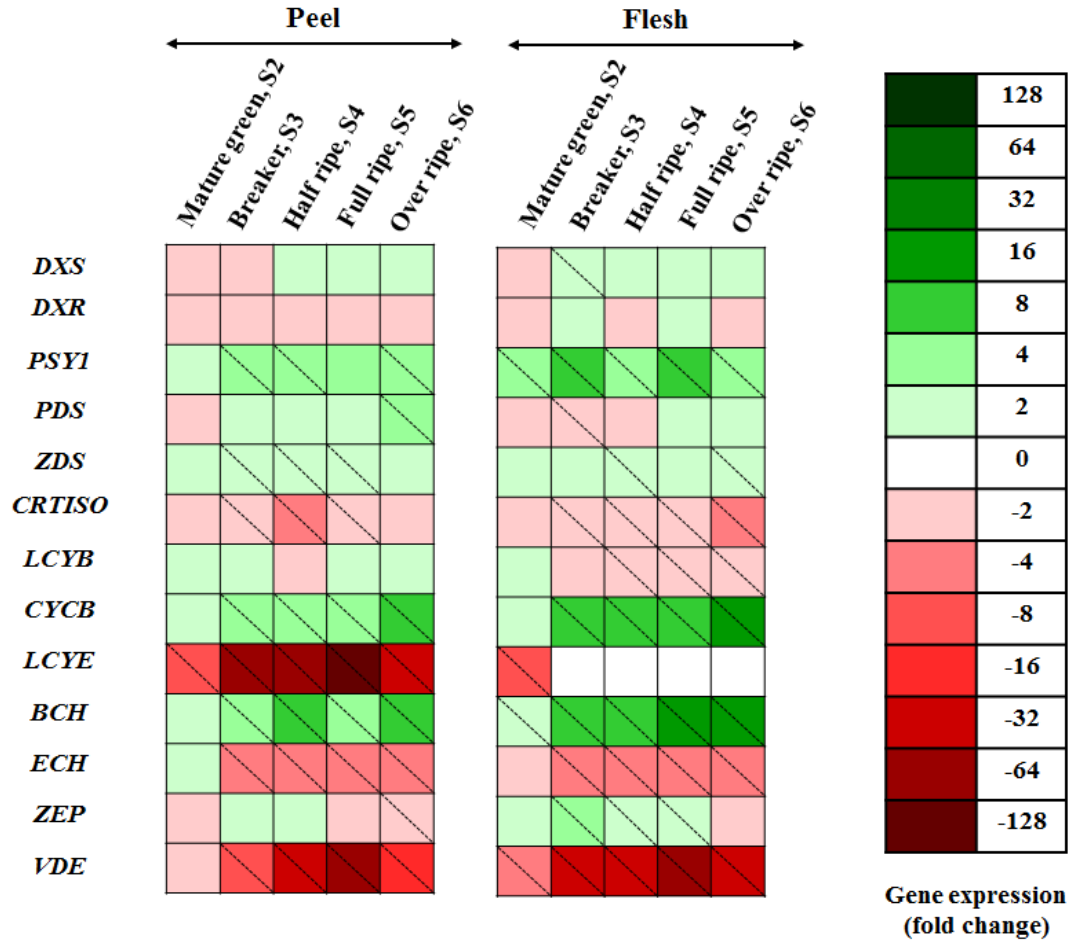 Peel
Flesh
Mature green, S2
Breaker, S3
Half ripe, S4
Full ripe, S5
Over ripe, S6
Mature green, S2
Breaker, S3
Half ripe, S4
Full ripe, S5
Over ripe, S6
DXS
DXR
PSY1
PDS
ZDS
CRTISO
LCYB
CYCB
LCYE
BCH
ECH
ZEP
VDE
128
64
32
16
8
4
2
0
-2
-4
-8
-16
-32
-64
-128
Gene expression
(fold change)